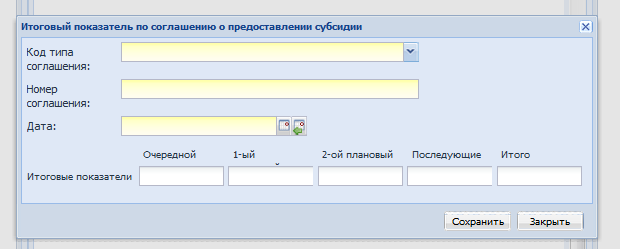 Итоговый показатель по соглашению о предоставлении субсидии
Код типа
соглашения:
Номер
соглашения:
Дата:
Очередной 1-ый 2-ой плановый Последующие Итого
Итоговые показатели
Сохранить Закрыть